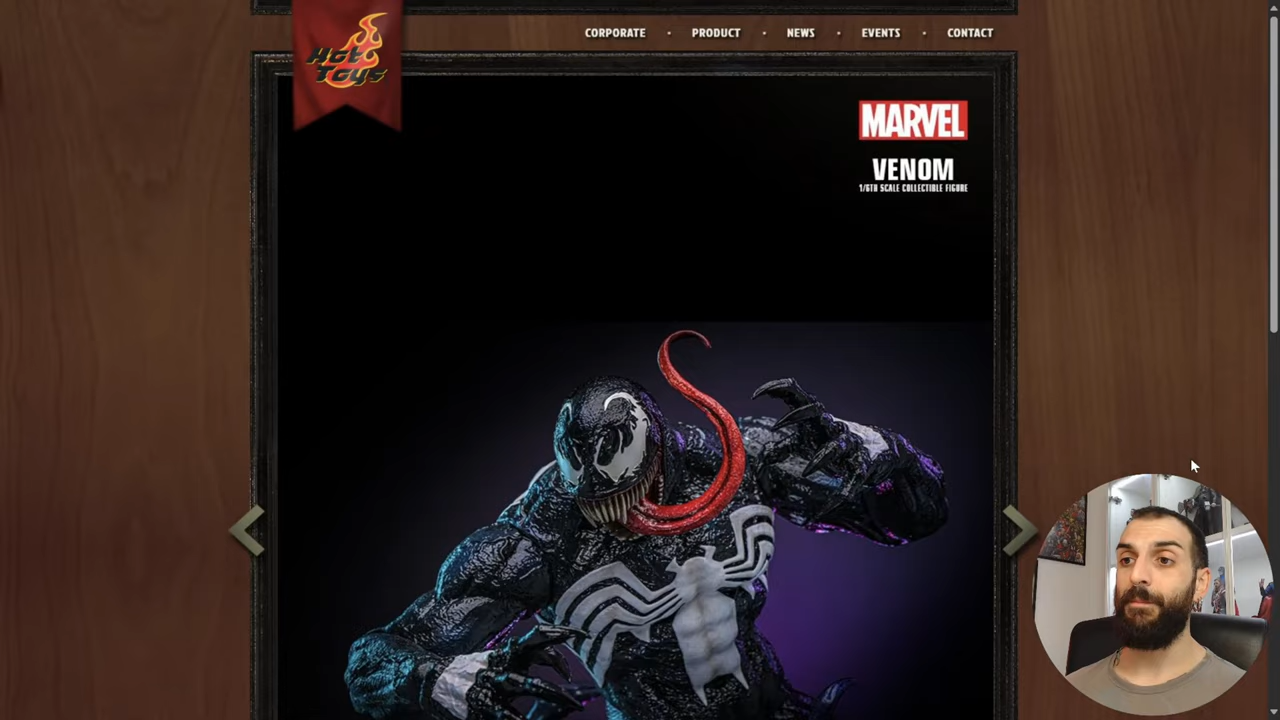 Hot
Toys
CORPORATE • PRODUCT • NEWS • EVENTS • CONTACT
MARVEL
VENOM
1/6TH SCALE COLLECTIBLE FIGURE